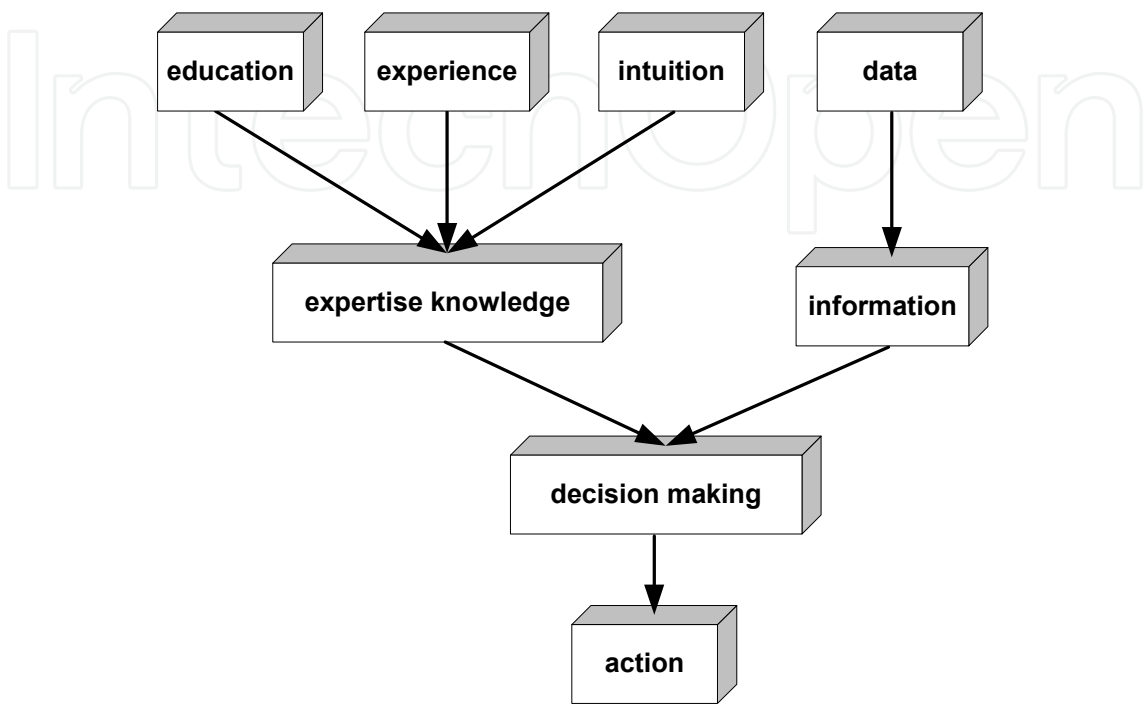 IntechOpen
education
experience
intuition
data
expertise knowledge
information
decision making
action